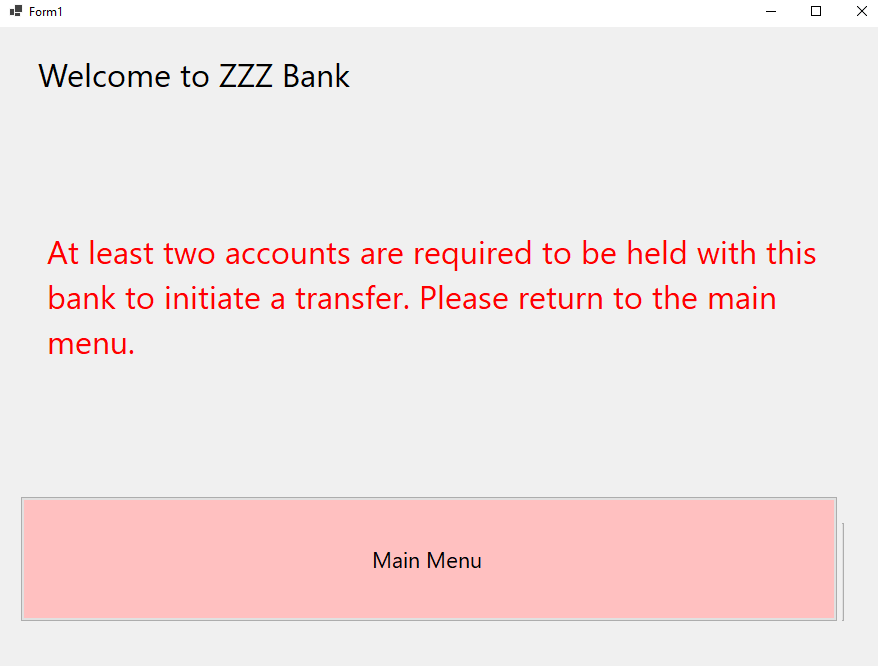 Form1
Welcome to ZZZ Bank
At least two accounts are required to be held with this
bank to initiate a transfer. Please return to the main
menu.
Main Menu